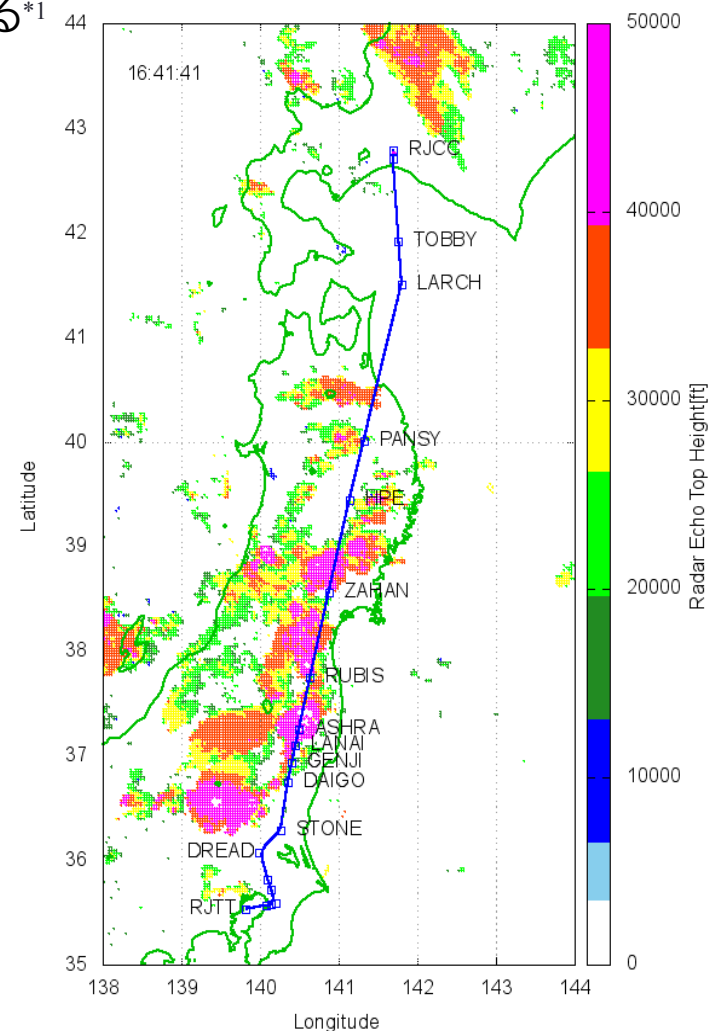 る*1
16:41:41
44
43
42
41
40
39
38
37
36
35
Latitude
138
139
140
141
142
143
144
Longitude
RJCC
TOBBY
LARCH
PANSY
HPE
ZAHAN
RUBIS
ASHRA
LANAI
GENJI
DAIGO
STONE
DREAD
RJTT
50000
40000
30000
20000
10000
0
Radar Echo Top Height[ft]